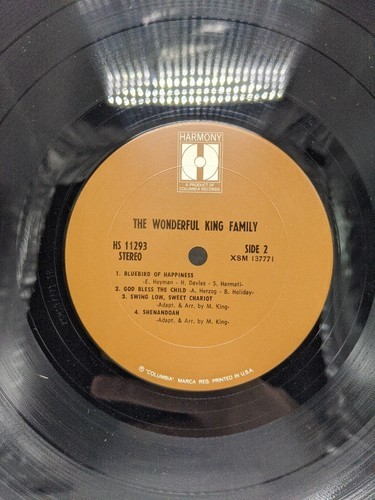 HARMONY
A PRODUCT OF
COLUMBIA RECORDS
THE WONDERFUL KING FAMILY
HS 11293 SIDE 2
STEREO XSM 137771
1. BLUEBIRD OF HAPPINESS
-E. Heyman - H. Davies - S. Harmati-
2. GOD BLESS THE CHILD -A. Herzog - B. Holiday-
3. SWING LOW, SWEET CHARIOT
-Adapt. & Arr. by M. King-
4. SHENANDOAH
-Adapt. & Arr. by M. King-
© "COLUMBIA", MARCA REG. PRINTED IN U.S.A.